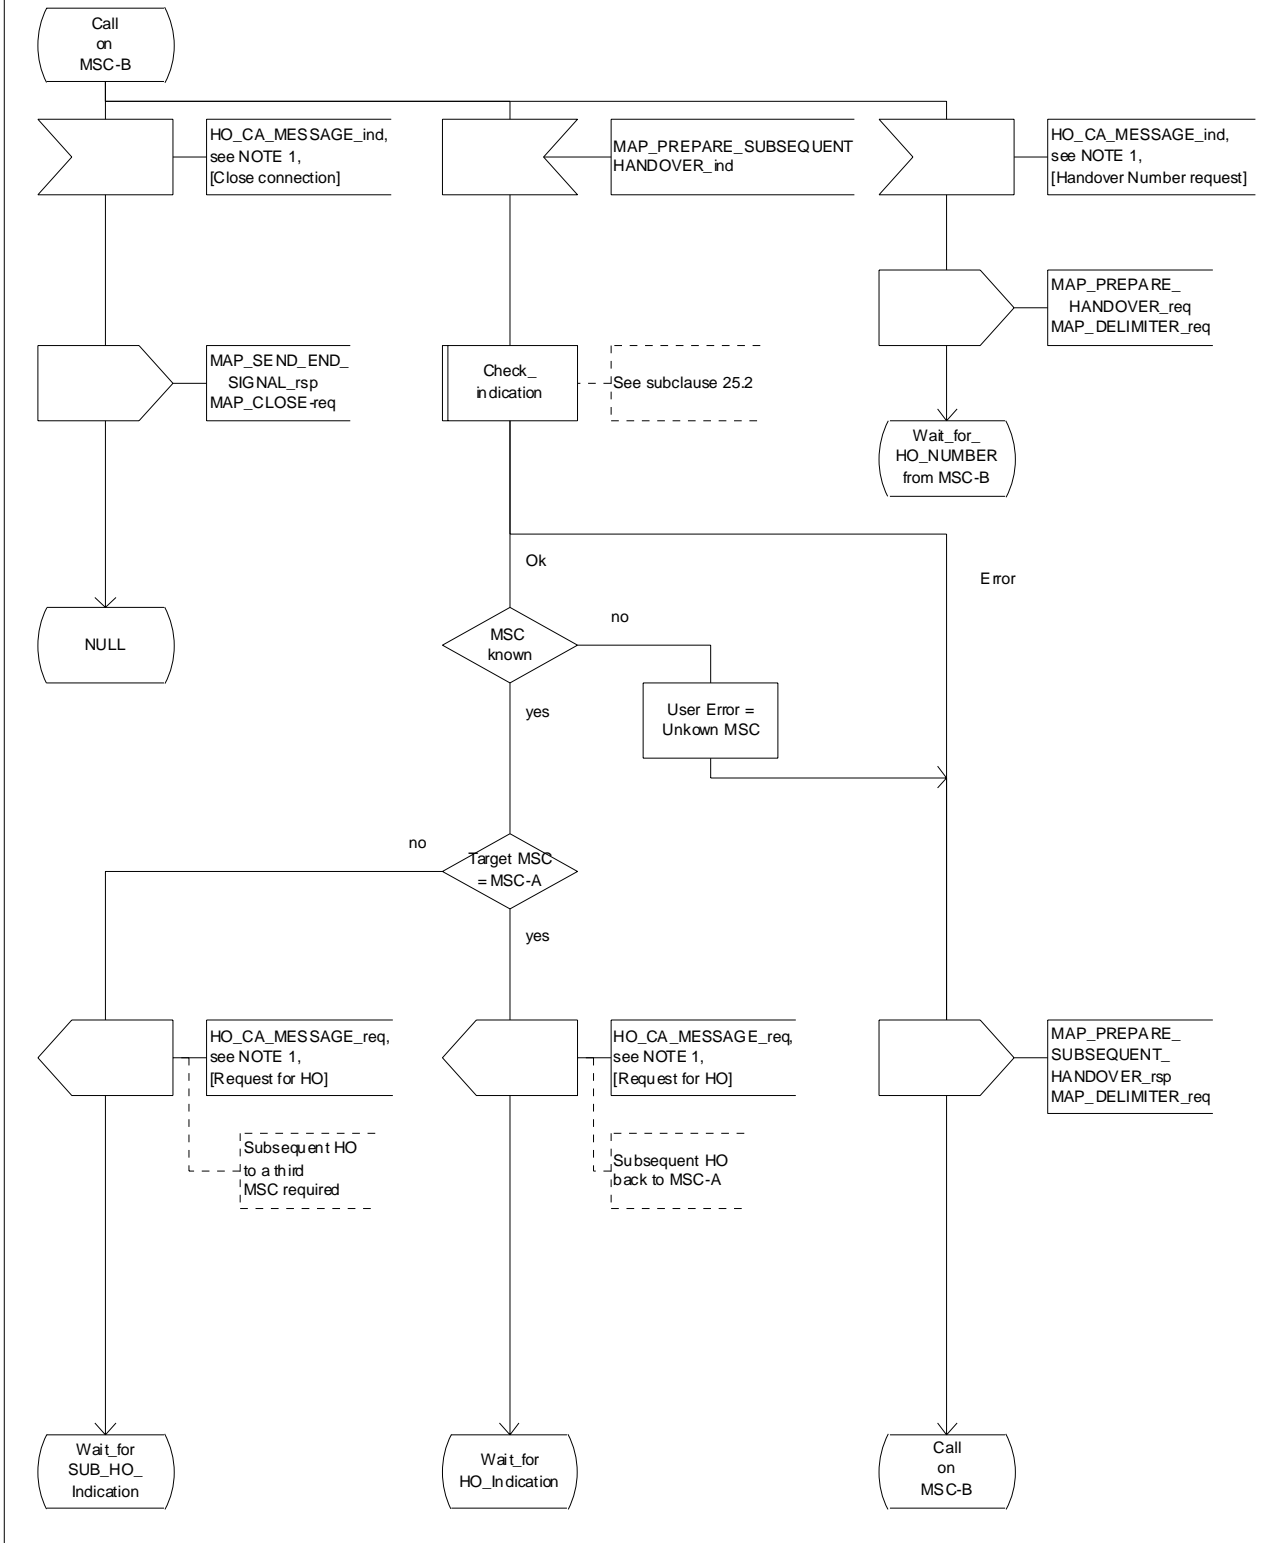 Call
on
MSC-B
HO_CA_MESSAGE_ind,
see NOTE 1,
[Close connection]
MAP_PREPARE_SUBSEQUENT
HANDOVER_ind
HO_CA_MESSAGE_ind,
see NOTE 1,
[Handover Number request]
MAP_PREPARE_
HANDOVER_req
MAP_DELIMITER_req
MAP_SEND_END_
SIGNAL_rsp
MAP_CLOSE-req
Check_
indication
See subclause 25.2
Wait_for_
HO_NUMBER
from MSC-B
Ok
Error
NULL
MSC
known
no
yes
User Error =
Unkown MSC
no
Target MSC
= MSC-A
yes
HO_CA_MESSAGE_req,
see NOTE 1,
[Request for HO]
HO_CA_MESSAGE_req,
see NOTE 1,
[Request for HO]
MAP_PREPARE_
SUBSEQUENT_
HANDOVER_rsp
MAP_DELIMITER_req
Subsequent HO
to a third
MSC required
Subsequent HO
back to MSC-A
Wait_for
SUB_HO_
Indication
Wait_for
HO_Indication
Call
on
MSC-B